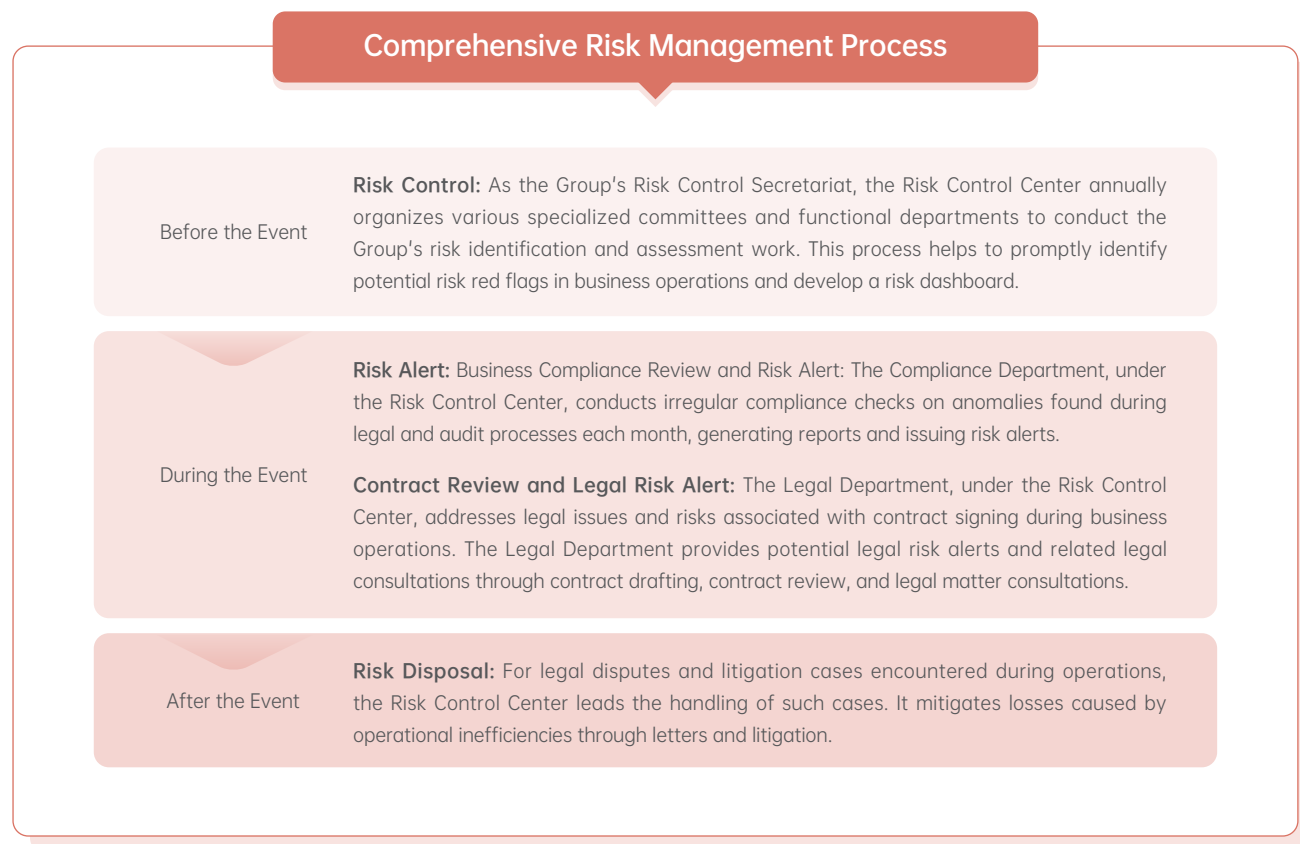 Comprehensive Risk Management Process
Before the Event
Risk Control: As the Group's Risk Control Secretariat, the Risk Control Center annually
organizes various specialized committees and functional departments to conduct the
Group's risk identification and assessment work. This process helps to promptly identify
potential risk red flags in business operations and develop a risk dashboard.
During the Event
Risk Alert: Business Compliance Review and Risk Alert: The Compliance Department, under
the Risk Control Center, conducts irregular compliance checks on anomalies found during
legal and audit processes each month, generating reports and issuing risk alerts.
Contract Review and Legal Risk Alert: The Legal Department, under the Risk Control
Center, addresses legal issues and risks associated with contract signing during business
operations. The Legal Department provides potential legal risk alerts and related legal
consultations through contract drafting, contract review, and legal matter consultations.
After the Event
Risk Disposal: For legal disputes and litigation cases encountered during operations,
the Risk Control Center leads the handling of such cases. It mitigates losses caused by
operational inefficiencies through letters and litigation.